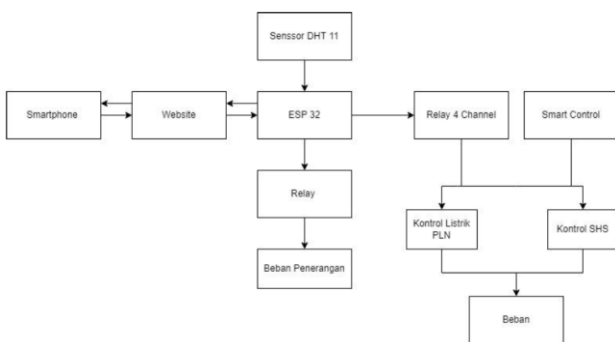 Senssor DHT 11
Smartphone
Website
ESP 32
Relay 4 Channel
Smart Control
Relay
Kontrol Listrik
PLN
Kontrol SHS
Beban Penerangan
Beban